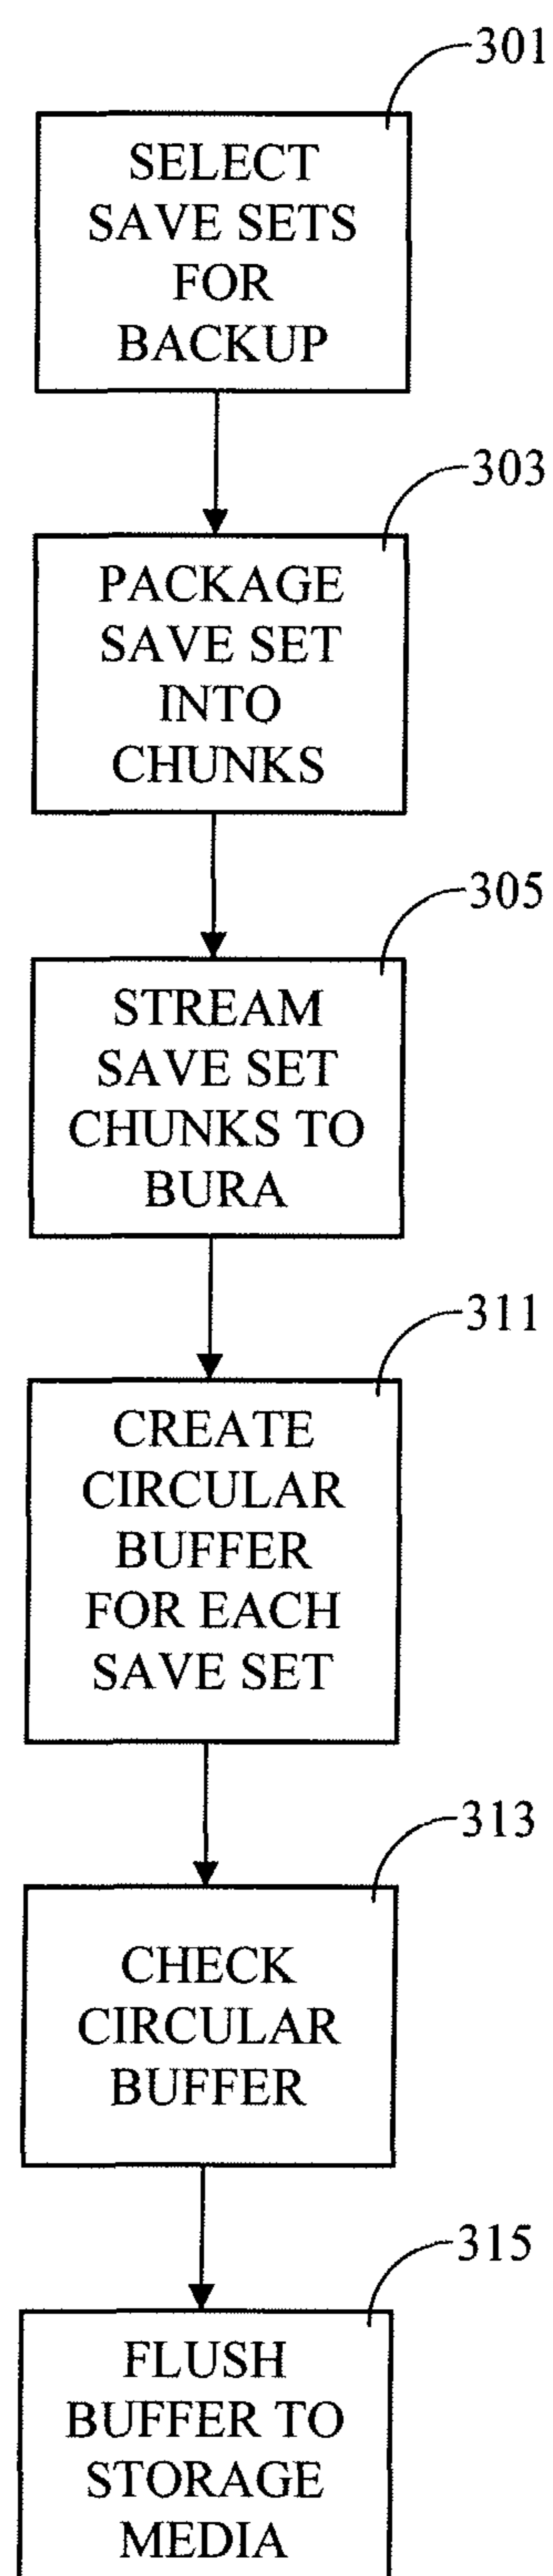 301
SELECT
SAVE SETS
FOR
BACKUP
303
PACKAGE
SAVE SET
INTO
CHUNKS
305
STREAM
SAVE SET
CHUNKS TO
BURA
311
CREATE
CIRCULAR
BUFFER
FOR EACH
SAVE SET
313
CHECK
CIRCULAR
BUFFER
315
FLUSH
BUFFER TO
STORAGE
MEDIA